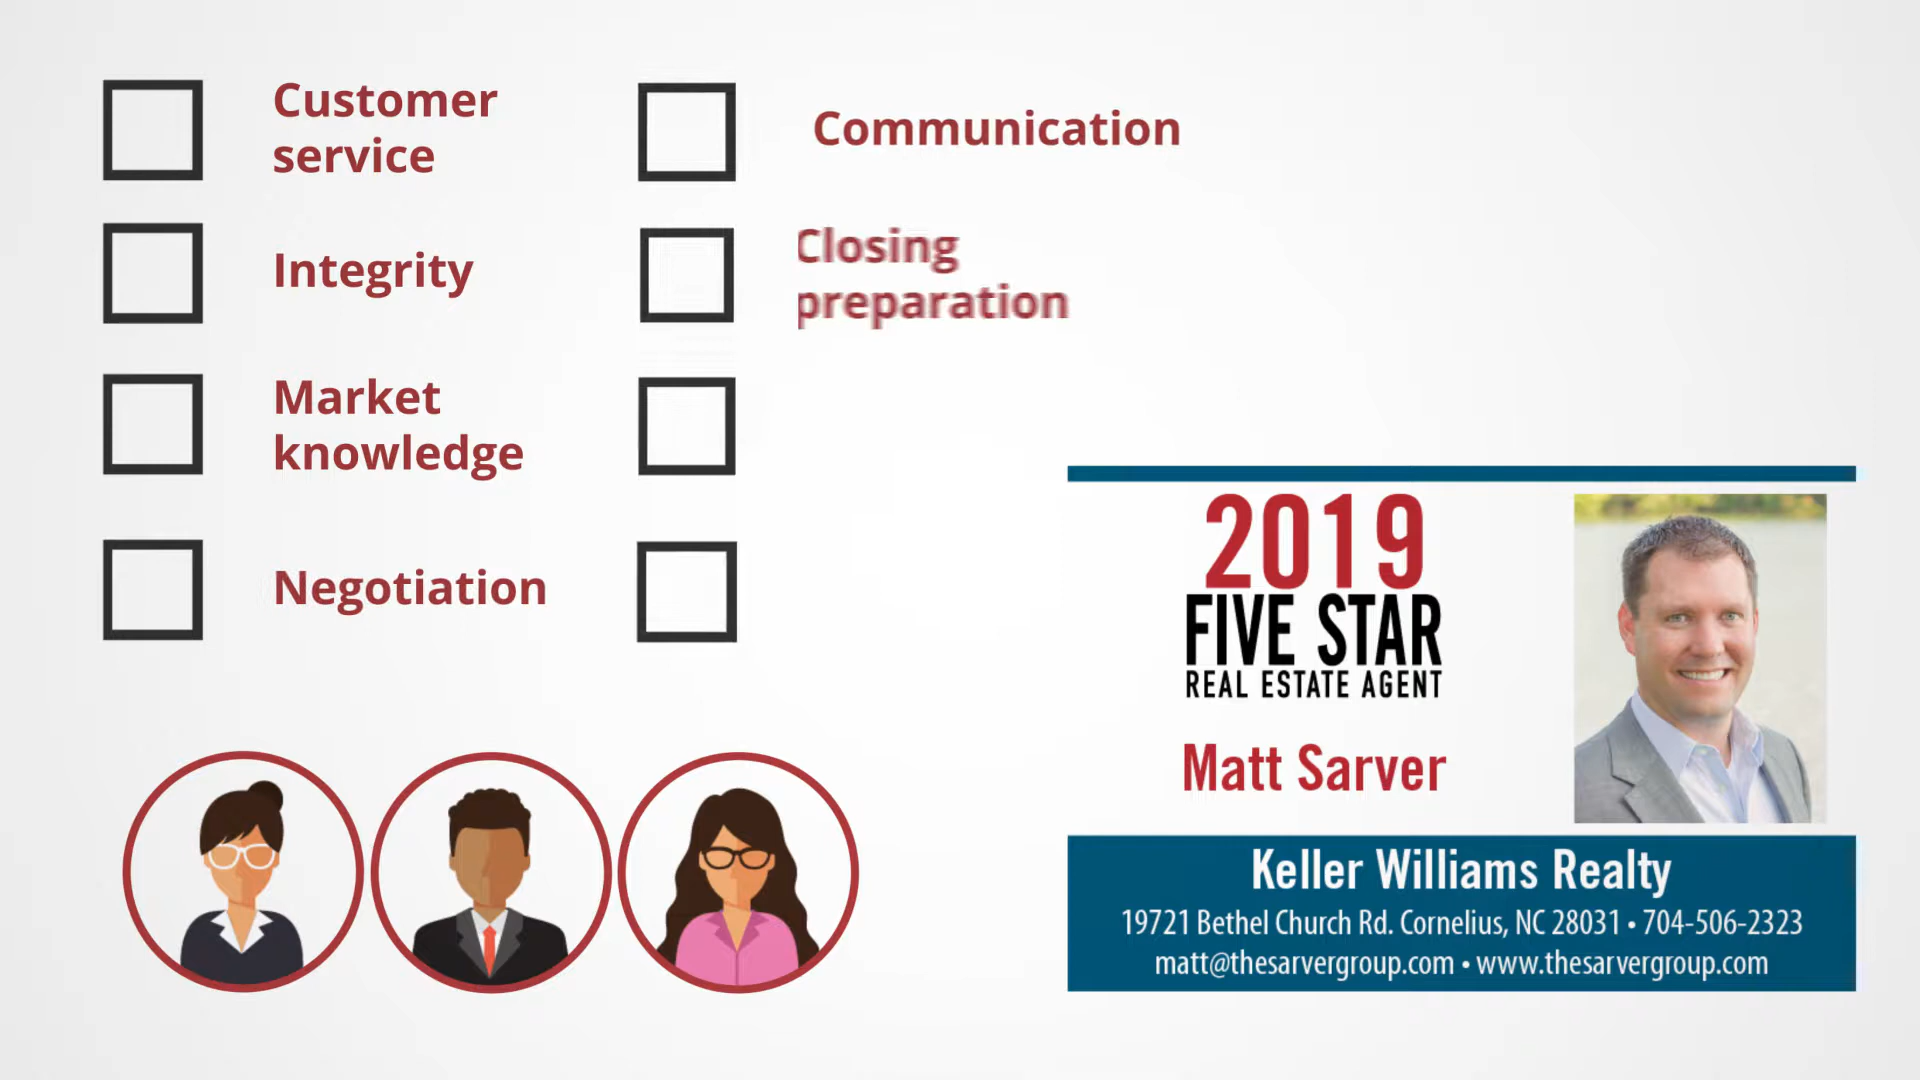 Customer
service
Integrity
Market
knowledge
Negotiation
Communication
Closing
preparation
2019
FIVE STAR
REAL ESTATE AGENT
Matt Sarver
Keller Williams Realty
19721 Bethel Church Rd. Cornelius, NC 28031 • 704-506-2323
matt@thesarvergroup.com • www.thesarvergroup.com